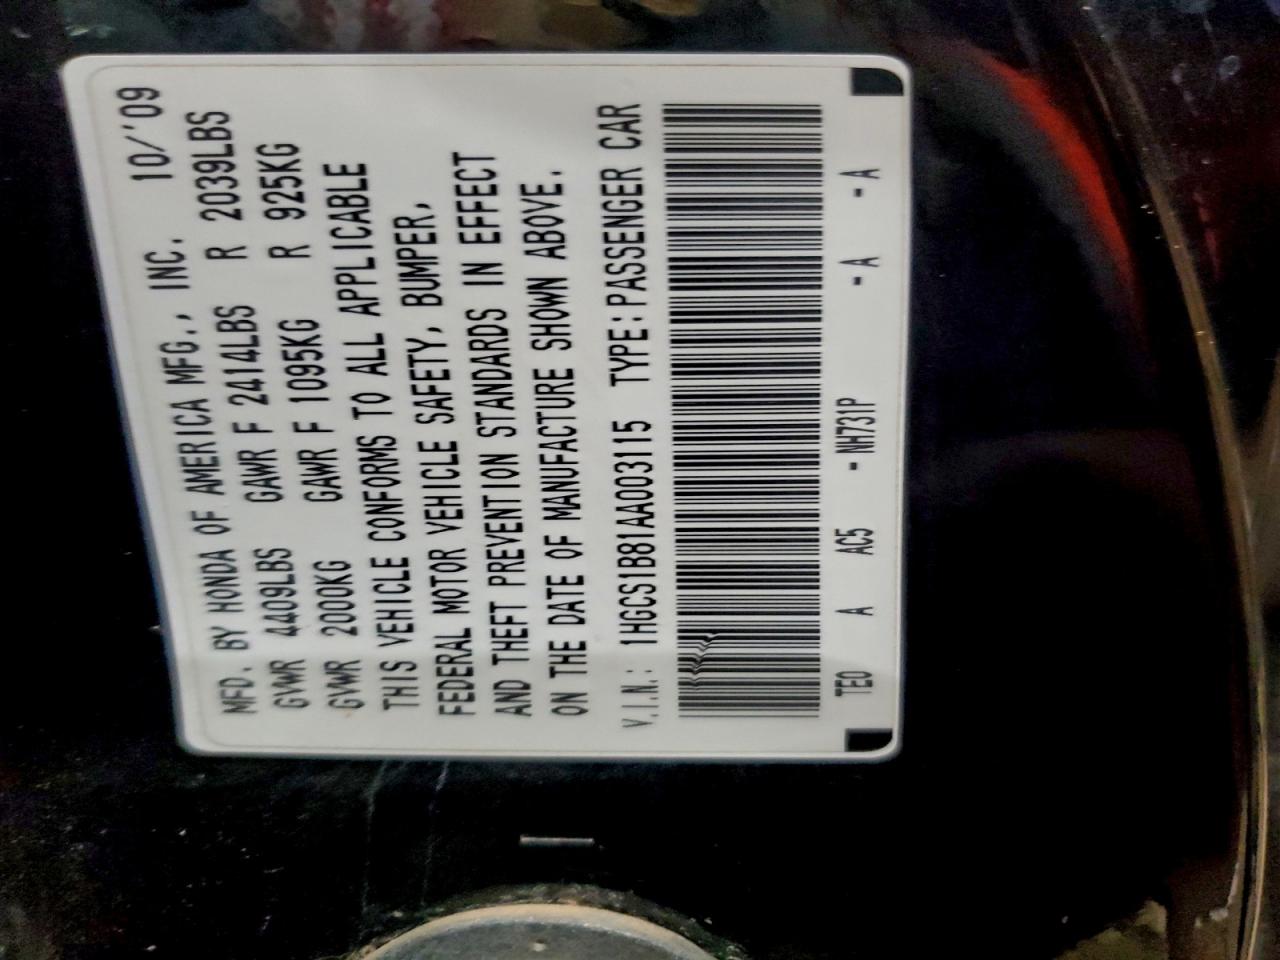 MFD. BY HONDA OF AMERICA MFG., INC. 10/'09
GVWR 4409LBS GAWR F 2414LBS R 2039LBS
GVWR 2000KG GAWR F 1095KG R 925KG
THIS VEHICLE CONFORMS TO ALL APPLICABLE
FEDERAL MOTOR VEHICLE SAFETY, BUMPER,
AND THEFT PREVENTION STANDARDS IN EFFECT
ON THE DATE OF MANUFACTURE SHOWN ABOVE.
V.I.N.: 1HGCS1B81AA003115 TYPE:PASSENGER CAR
TE0 A AC5 -NH731P -A -A